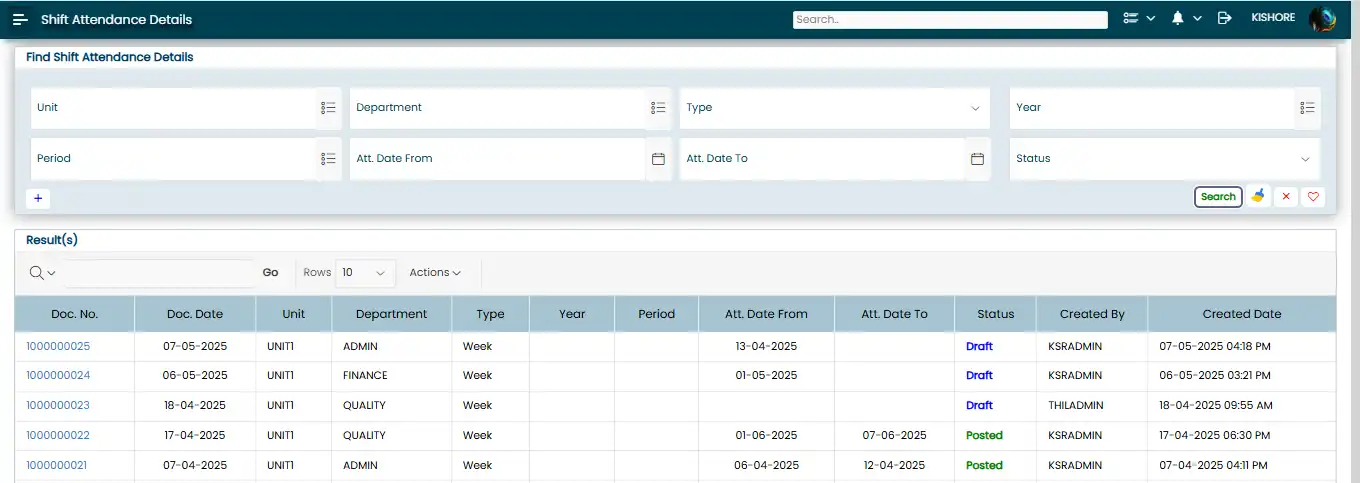 Shift Attendance Details Search.. KISHORE
Find Shift Attendance Details
Unit Department Type Year
Period Att. Date From Att. Date To Status
+ Search
Result(s)
Go Rows 10 Actions
Doc. No. Doc. Date Unit Department Type Year Period Att. Date From Att. Date To Status Created By Created Date
1000000025 07-05-2025 UNIT1 ADMIN Week 13-04-2025 Draft KSRADMIN 07-05-2025 04:18 PM
1000000024 06-05-2025 UNIT1 FINANCE Week 01-05-2025 Draft KSRADMIN 06-05-2025 03:21 PM
1000000023 18-04-2025 UNIT1 QUALITY Week Draft THILADMIN 18-04-2025 09:55 AM
1000000022 17-04-2025 UNIT1 QUALITY Week 01-06-2025 07-06-2025 Posted KSRADMIN 17-04-2025 06:30 PM
1000000021 07-04-2025 UNIT1 ADMIN Week 06-04-2025 12-04-2025 Posted KSRADMIN 07-04-2025 04:11 PM